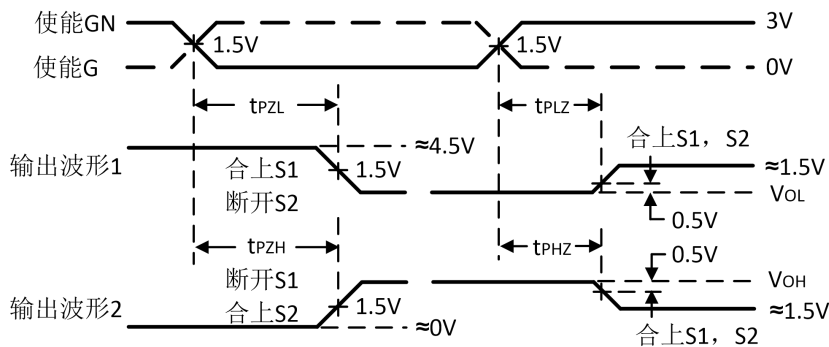 使能GN
1.5V
1.5V
3V
使能G
0V
tPZL
tPLZ
合上S1，S2
≈4.5V
输出波形1
合上S1
1.5V
≈1.5V
断开S2
VOL
0.5V
tPZH
tPHZ
0.5V
断开S1
VOH
输出波形2
合上S2
1.5V
≈1.5V
≈0V
合上S1，S2